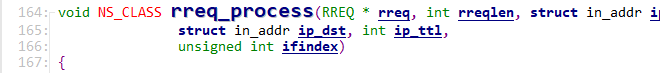 164: void NS_CLASS rreq_process(RREQ * rreq, int rreqlen, struct in_addr ip
165: struct in_addr ip_dst, int ip_ttl,
166: unsigned int ifindex)
167: {